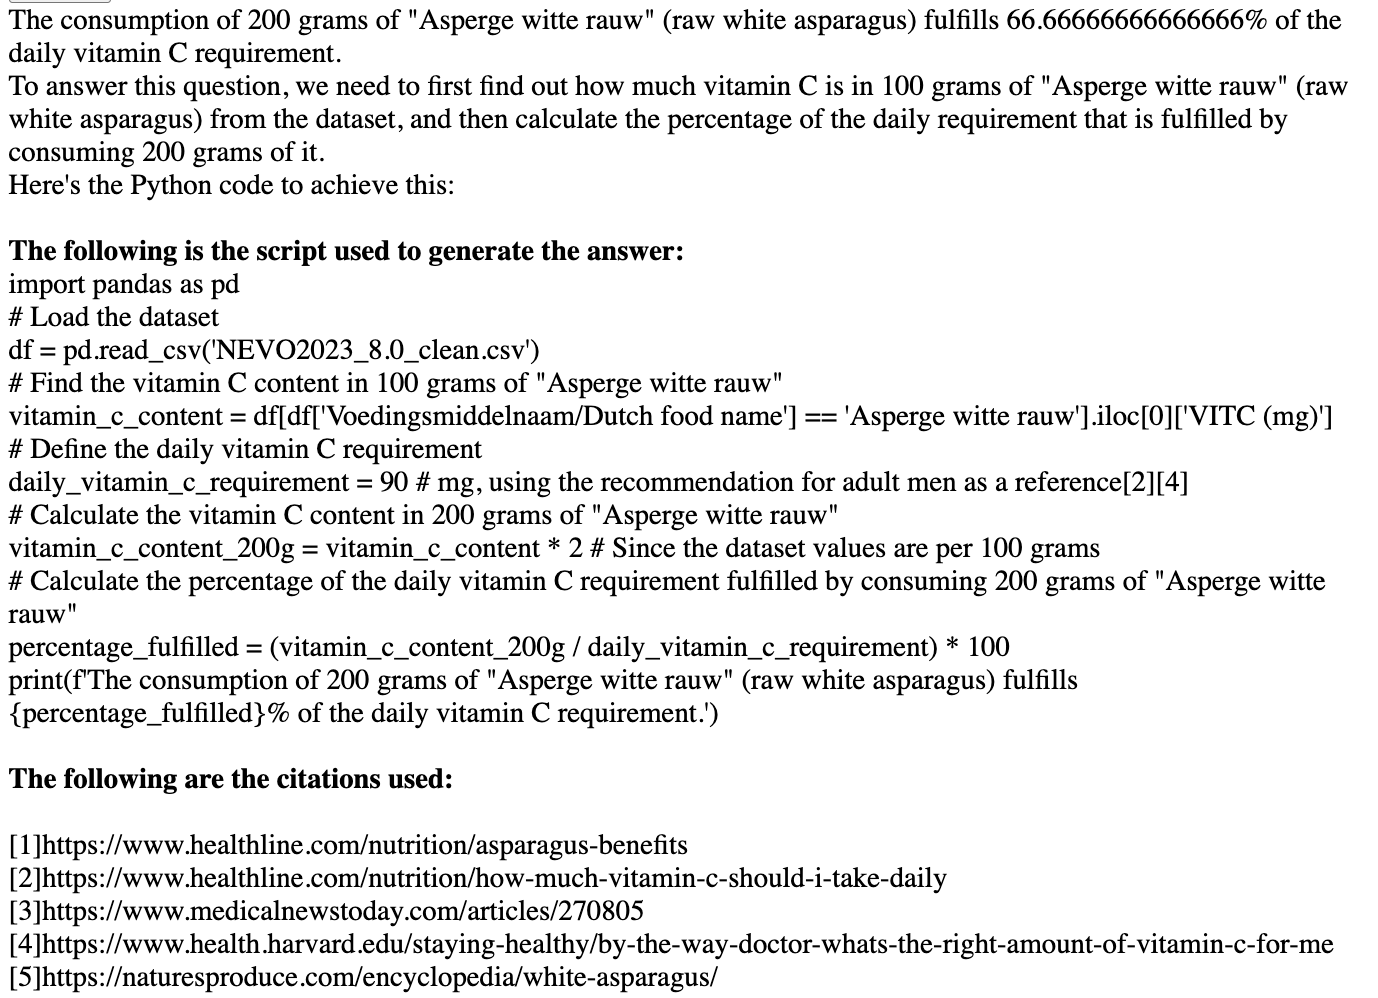 The consumption of 200 grams of "Asperge witte rauw" (raw white asparagus) fulfills 66.66666666666666% of the
daily vitamin C requirement.
To answer this question, we need to first find out how much vitamin C is in 100 grams of "Asperge witte rauw" (raw
white asparagus) from the dataset, and then calculate the percentage of the daily requirement that is fulfilled by
consuming 200 grams of it.
Here's the Python code to achieve this:
The following is the script used to generate the answer:
import pandas as pd
# Load the dataset
df = pd.read_csv('NEVO2023_8.0_clean.csv')
# Find the vitamin C content in 100 grams of "Asperge witte rauw"
vitamin_c_content = df[df['Voedingsmiddelnaam/Dutch food name'] == 'Asperge witte rauw'].iloc[0]['VITC (mg)']
# Define the daily vitamin C requirement
daily_vitamin_c_requirement = 90 # mg, using the recommendation for adult men as a reference[2][4]
# Calculate the vitamin C content in 200 grams of "Asperge witte rauw"
vitamin_c_content_200g = vitamin_c_content * 2 # Since the dataset values are per 100 grams
# Calculate the percentage of the daily vitamin C requirement fulfilled by consuming 200 grams of "Asperge witte
rauw"
percentage_fulfilled = (vitamin_c_content_200g / daily_vitamin_c_requirement) * 100
print(f'The consumption of 200 grams of "Asperge witte rauw" (raw white asparagus) fulfills
{percentage_fulfilled}% of the daily vitamin C requirement.')
The following are the citations used:
[1]https://www.healthline.com/nutrition/asparagus-benefits
[2]https://www.healthline.com/nutrition/how-much-vitamin-c-should-i-take-daily
[3]https://www.medicalnewstoday.com/articles/270805
[4]https://www.health.harvard.edu/staying-healthy/by-the-way-doctor-whats-the-right-amount-of-vitamin-c-for-me
[5]https://naturesproduce.com/encyclopedia/white-asparagus/